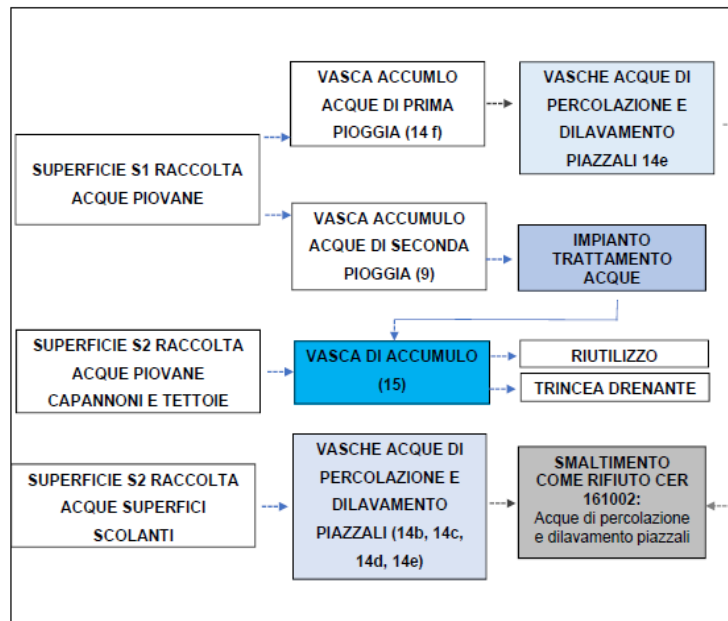 VASCA ACCUMLO
ACQUE DI PRIMA
PIOGGIA (14 f)
VASCHE ACQUE DI
PERCOLAZIONE E
DILAVAMENTO
PIAZZALI 14e
SUPERFICIE S1 RACCOLTA
ACQUE PIOVANE
VASCA ACCUMULO
ACQUE DI SECONDA
PIOGGIA (9)
IMPIANTO
TRATTAMENTO
ACQUE
SUPERFICIE S2 RACCOLTA
ACQUE PIOVANE
CAPANNONI E TETTOIE
VASCA DI ACCUMULO
(15)
RIUTILIZZO
TRINCEA DRENANTE
SUPERFICIE S2 RACCOLTA
ACQUE SUPERFICI
SCOLANTI
VASCHE ACQUE DI
PERCOLAZIONE E
DILAVAMENTO
PIAZZALI (14b, 14c,
14d, 14e)
SMALTIMENTO
COME RIFIUTO CER
161002:
Acque di percolazione
e dilavamento piazzali